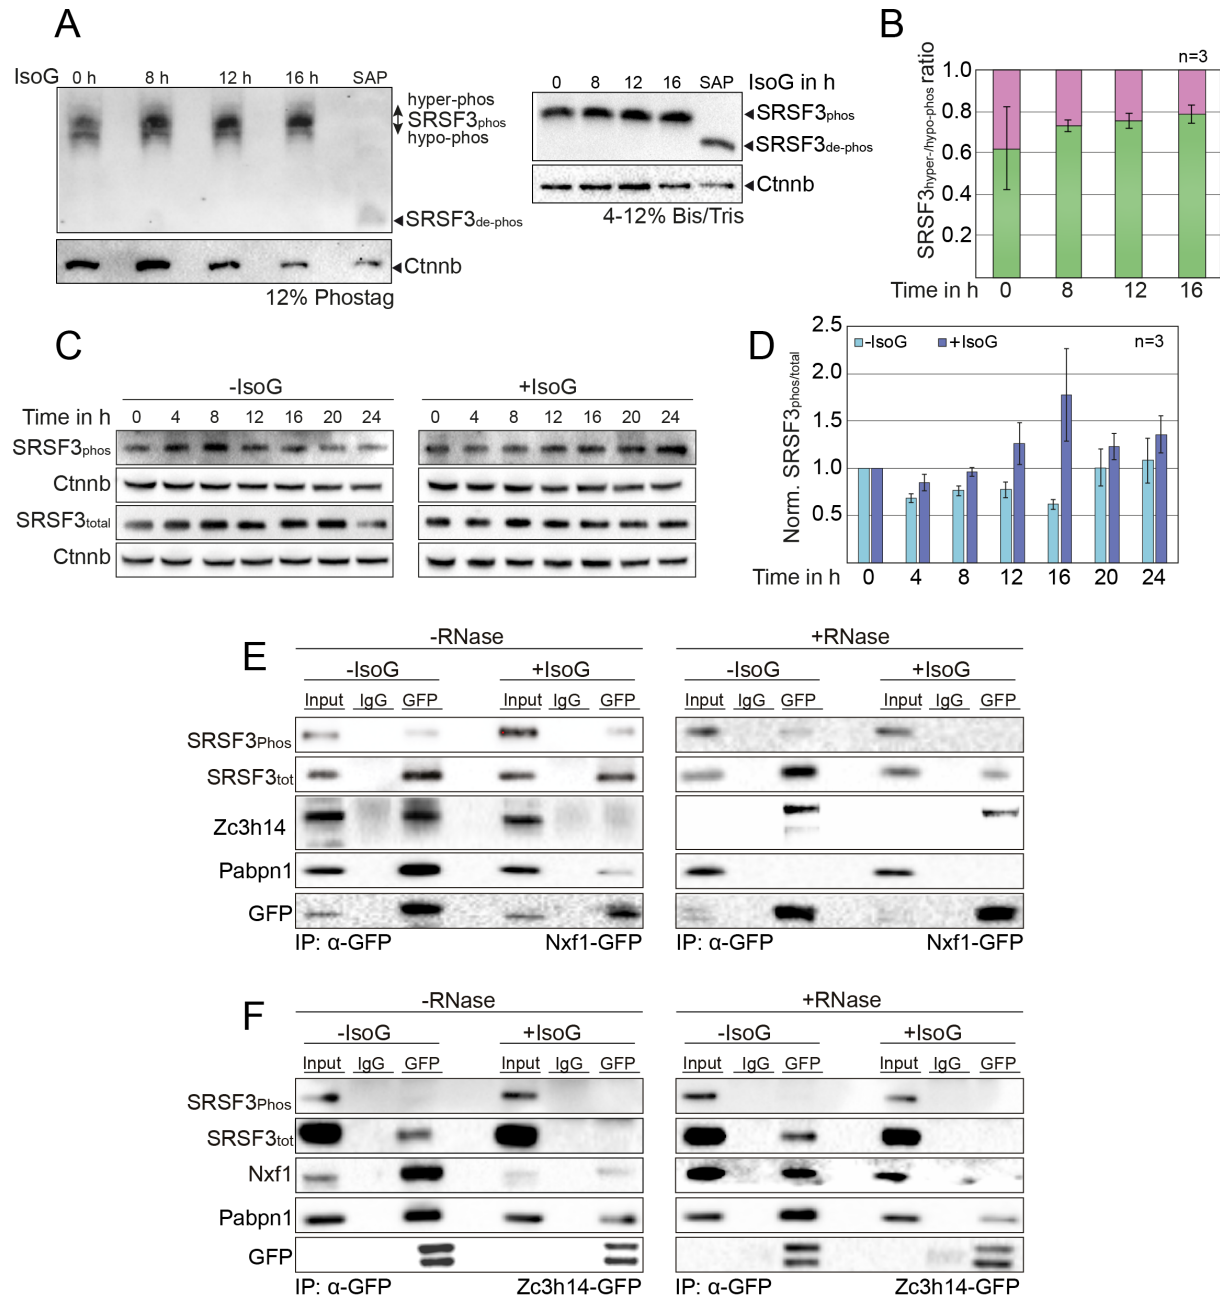 A
IsoG 0 h 8 h 12 h 16 h SAP
hyper-phos
SRSF3phos
hypo-phos
SRSF3de-phos
Ctnnb
12% Phostag
0 8 12 16 SAP IsoG in h
SRSF3phos
SRSF3de-phos
Ctnnb
4-12% Bis/Tris
B
n=3
SRSF3hyper-/hypo-phos ratio
1.0
0.8
0.6
0.4
0.2
Time in h 0 8 12 16
C
-IsoG +IsoG
Time in h 0 4 8 12 16 20 24 0 4 8 12 16 20 24
SRSF3phos
Ctnnb
SRSF3total
Ctnnb
D
-IsoG +IsoG n=3
Norm. SRSF3phos/total
2.5
2.0
1.5
1.0
0.5
Time in h 0 4 8 12 16 20 24
E
-RNase +RNase
-IsoG +IsoG -IsoG +IsoG
Input IgG GFP Input IgG GFP Input IgG GFP Input IgG GFP
SRSF3Phos
SRSF3tot
Zc3h14
Pabpn1
GFP
IP: α-GFP Nxf1-GFP IP: α-GFP Nxf1-GFP
F
-RNase +RNase
-IsoG +IsoG -IsoG +IsoG
Input IgG GFP Input IgG GFP Input IgG GFP Input IgG GFP
SRSF3Phos
SRSF3tot
Nxf1
Pabpn1
GFP
IP: α-GFP Zc3h14-GFP IP: α-GFP Zc3h14-GFP